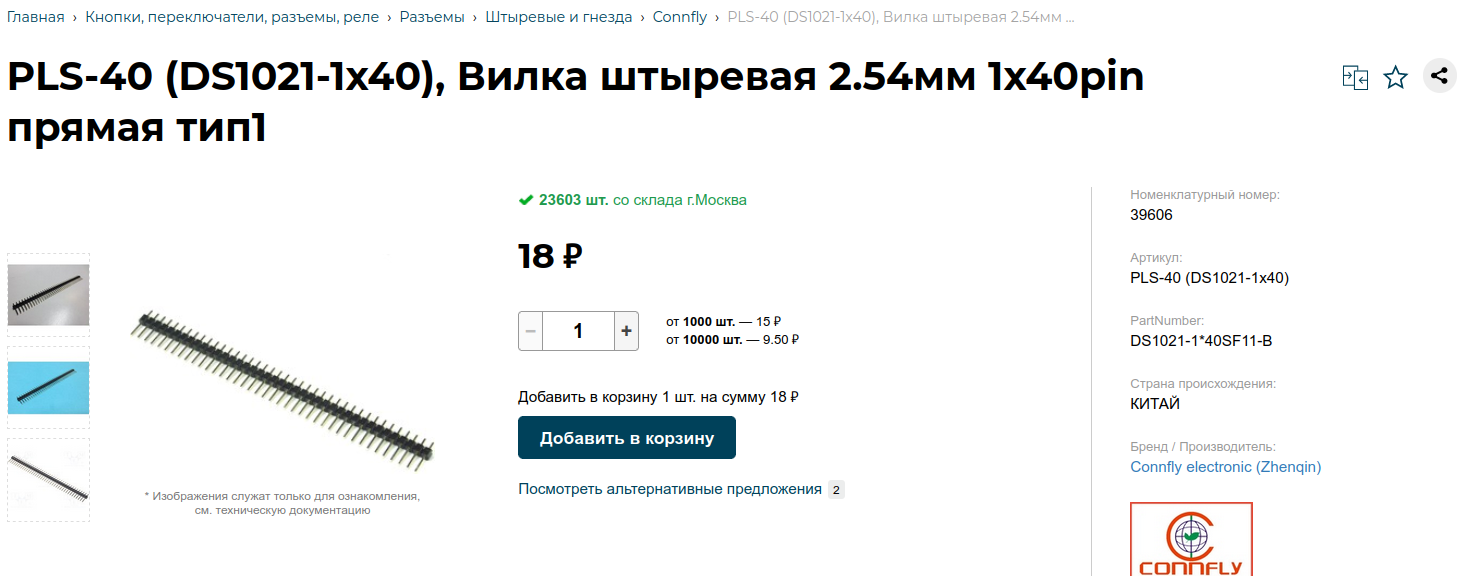 Главная › Кнопки, переключатели, разъемы, реле › Разъемы › Штыревые и гнезда › Connfly › PLS-40 (DS1021-1x40), Вилка штыревая 2.54мм ...
PLS-40 (DS1021-1x40), Вилка штыревая 2.54мм 1x40pin
прямая тип1
23603 шт. со склада г.Москва
18 ₽
− 1 +
от 1000 шт. — 15 ₽
от 10000 шт. — 9.50 ₽
Добавить в корзину 1 шт. на сумму 18 ₽
Добавить в корзину
Посмотреть альтернативные предложения 2
* Изображения служат только для ознакомления,
см. техническую документацию
Номенклатурный номер:
39606
Артикул:
PLS-40 (DS1021-1x40)
PartNumber:
DS1021-1*40SF11-B
Страна происхождения:
КИТАЙ
Бренд / Производитель:
Connfly electronic (Zhenqin)
CONNFLY